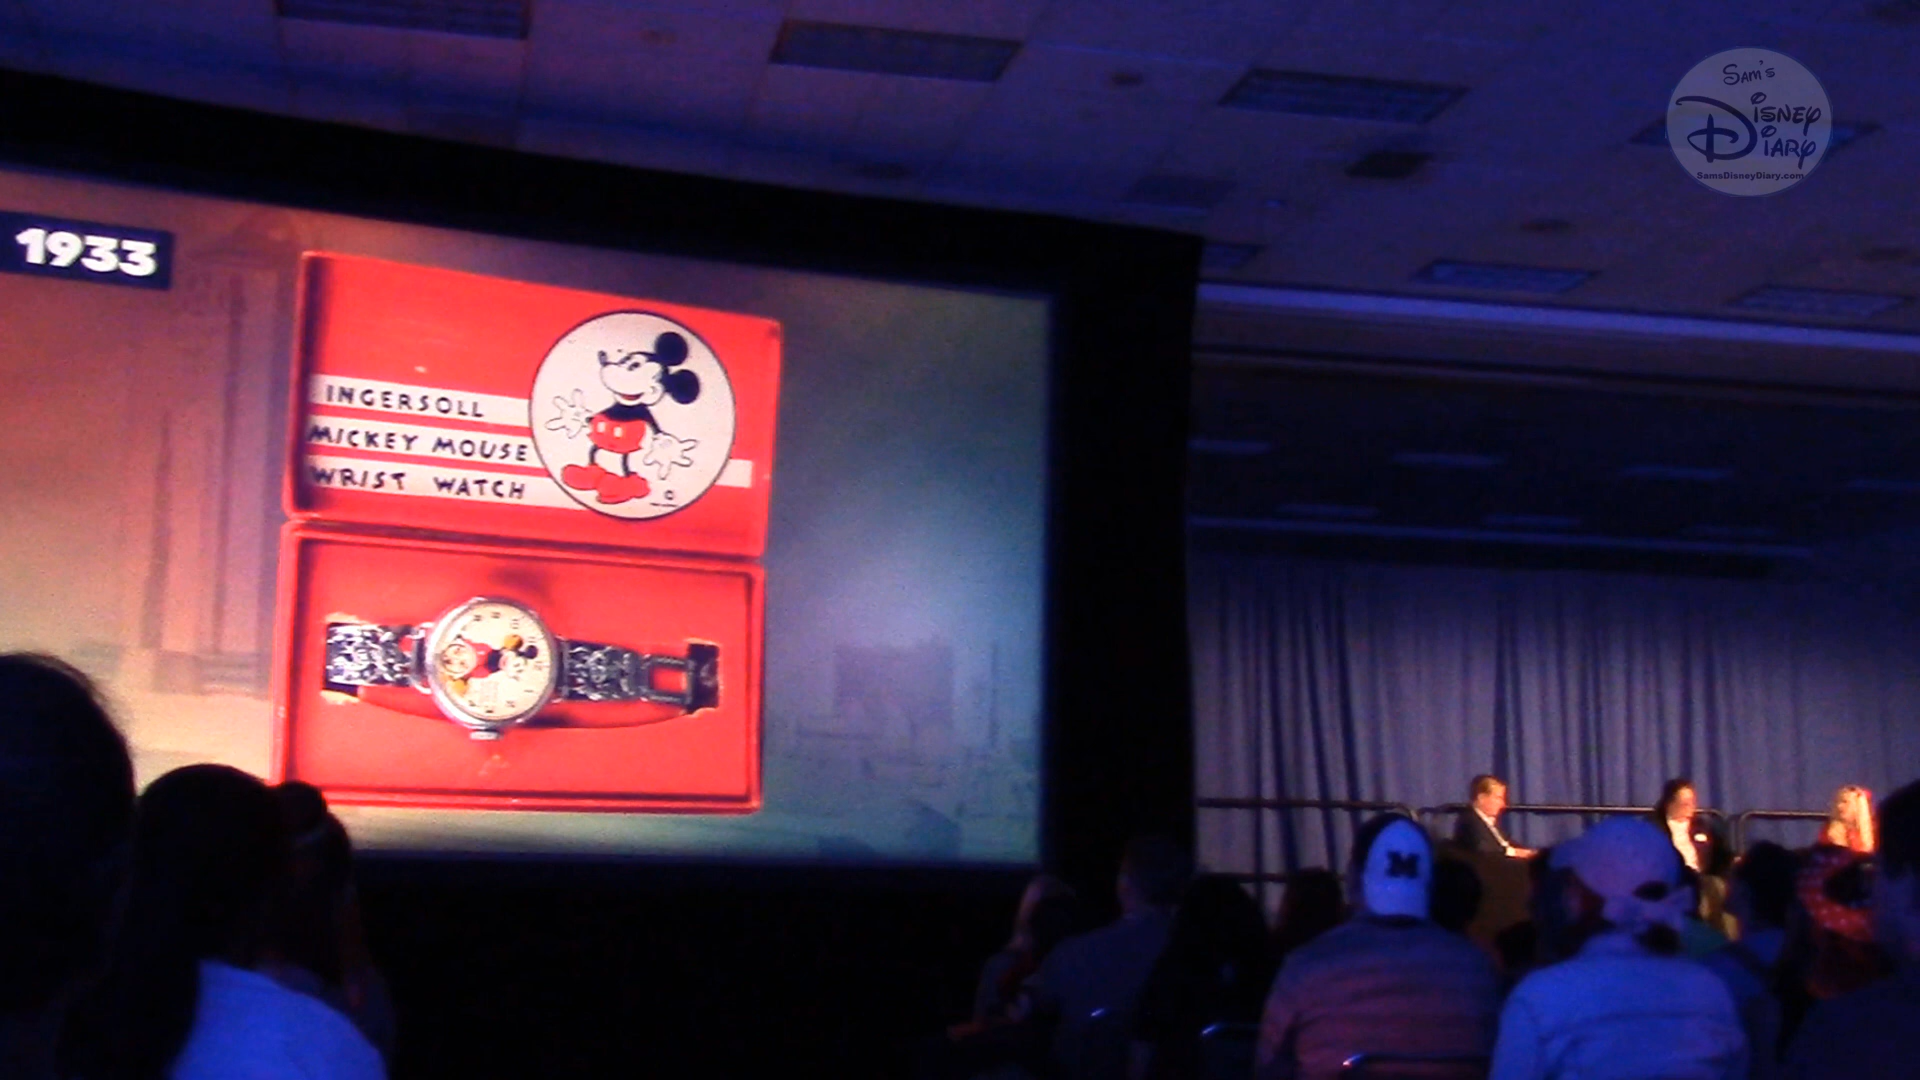 Sam's
Disney
Diary
SamsDisneyDiary.com
1933
INGERSOLL
MICKEY MOUSE
WRIST WATCH
M